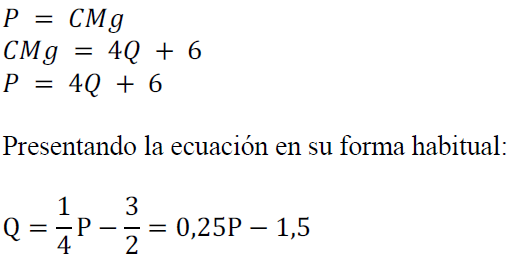 P = CMg
CMg = 4Q + 6
P = 4Q + 6
Presentando la ecuación en su forma habitual:
Q = 1/4 P − 3/2 = 0,25P − 1,5